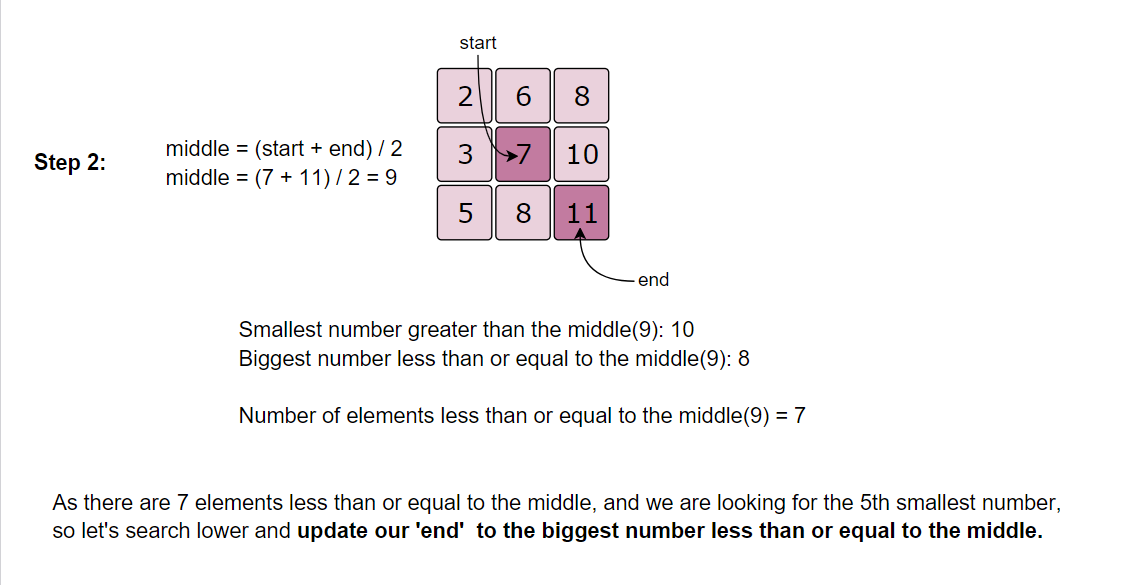 start
2 6 8
Step 2:
middle = (start + end) / 2
middle = (7 + 11) / 2 = 9
3 7 10
5 8 11
end
Smallest number greater than the middle(9): 10
Biggest number less than or equal to the middle(9): 8
Number of elements less than or equal to the middle(9) = 7
As there are 7 elements less than or equal to the middle, and we are looking for the 5th smallest number,
so let's search lower and update our 'end'  to the biggest number less than or equal to the middle.